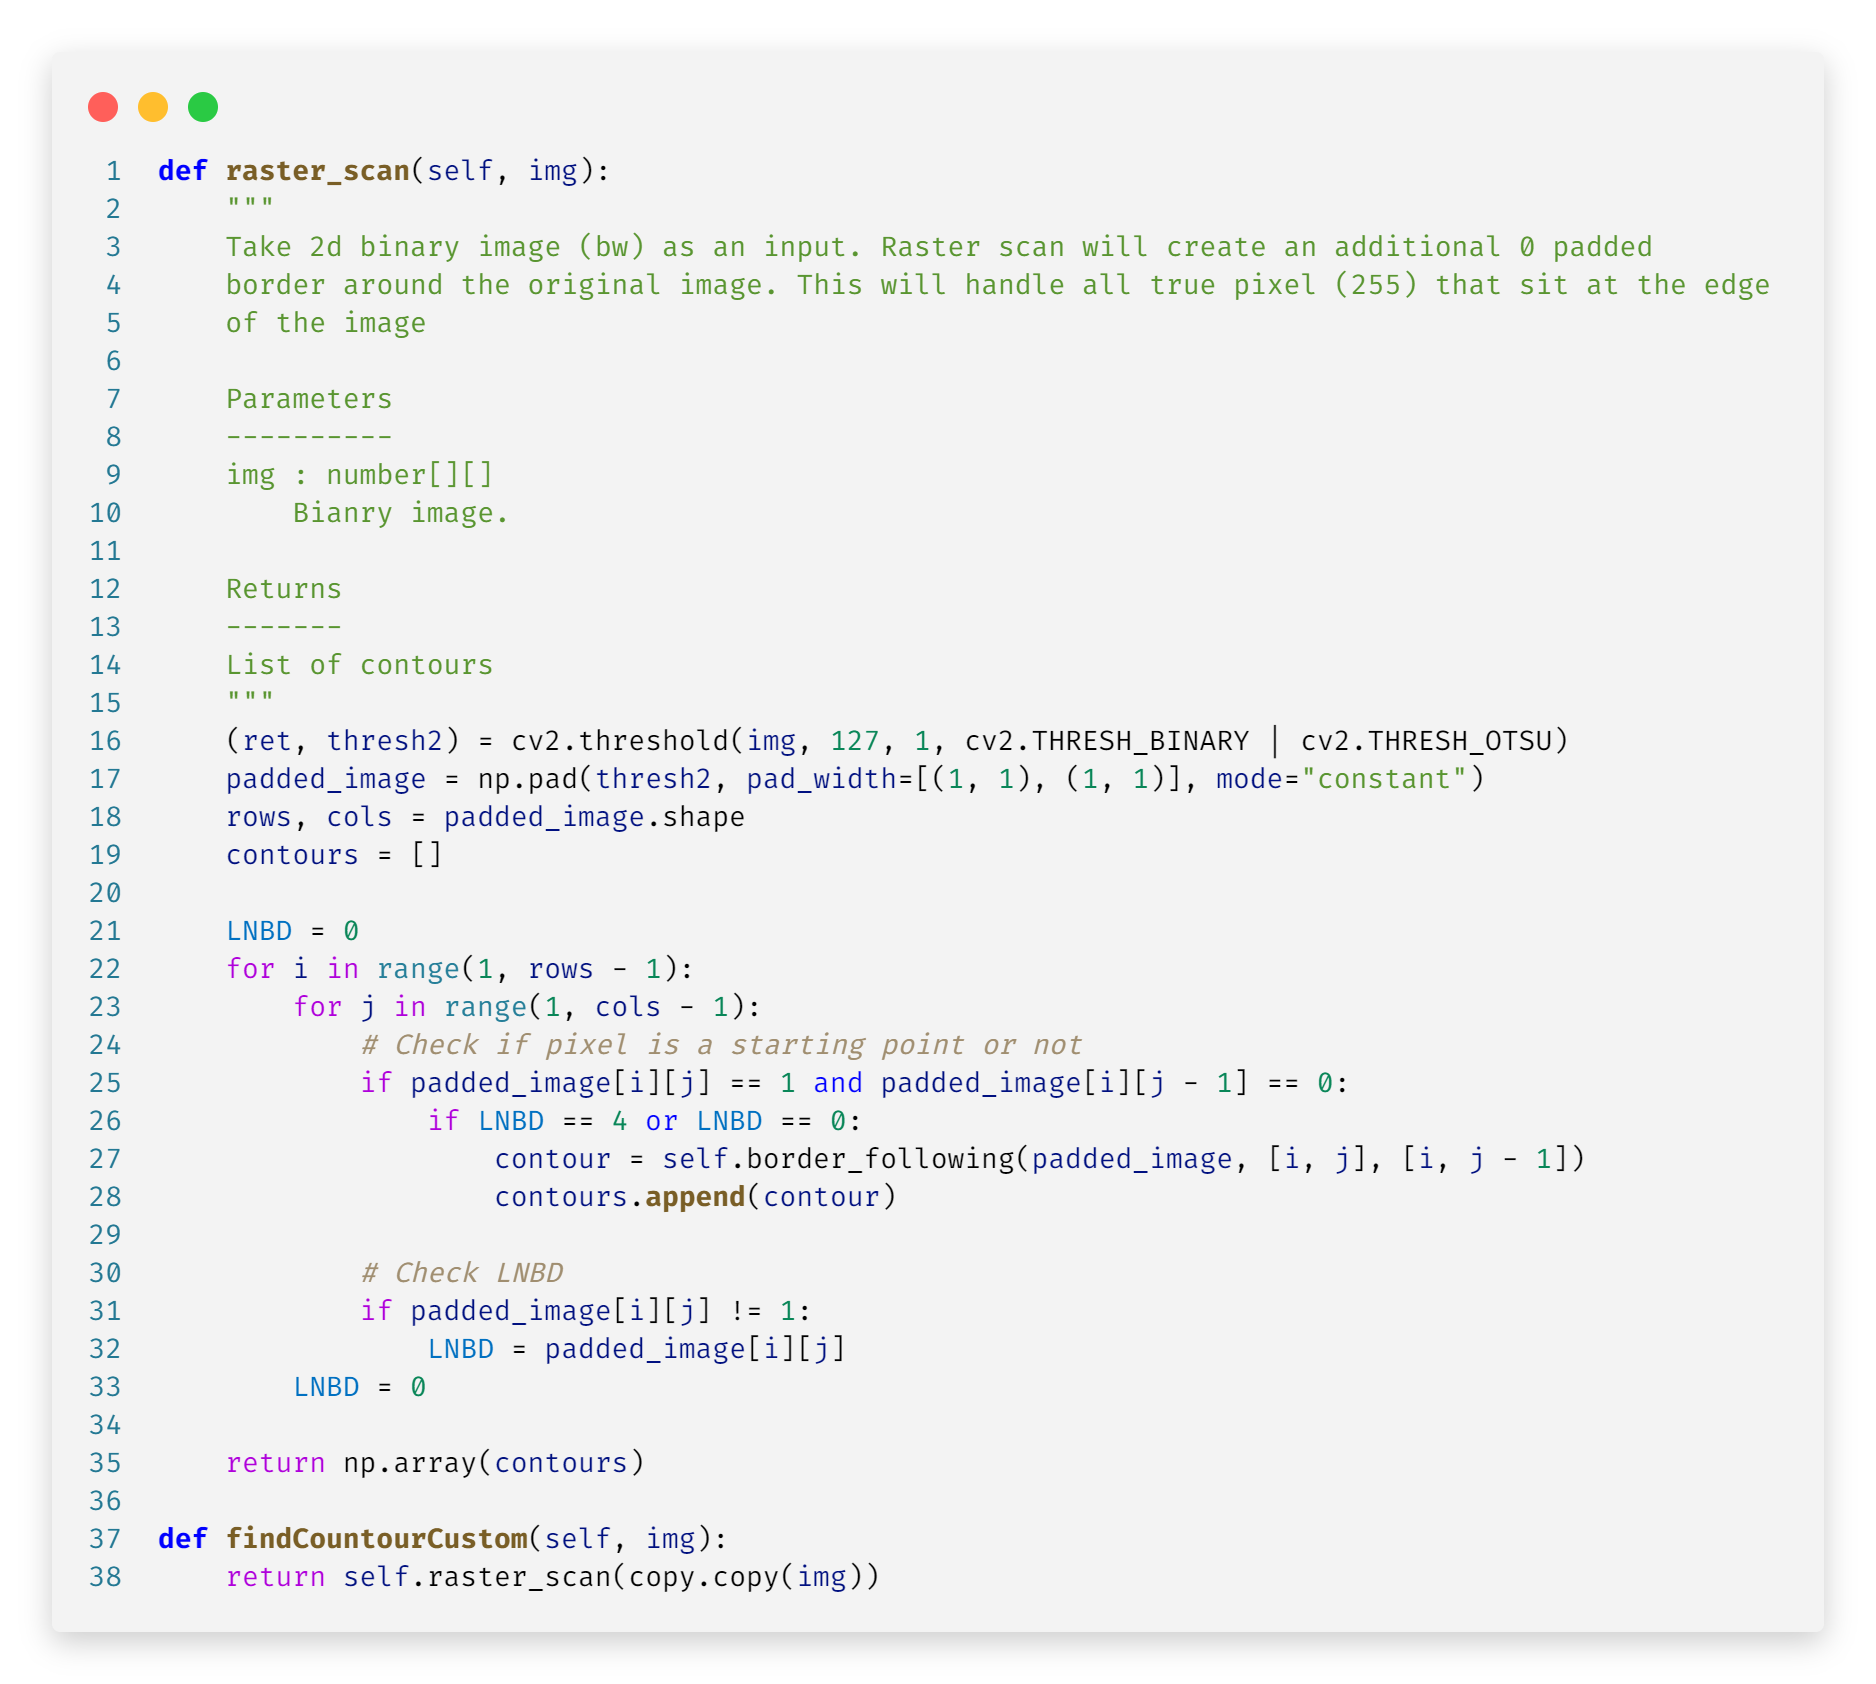 1 def raster_scan(self, img):
2     """
3     Take 2d binary image (bw) as an input. Raster scan will create an additional 0 padded
4     border around the original image. This will handle all true pixel (255) that sit at the edge
5     of the image
6
7     Parameters
8     ----------
9     img : number[][]
10         Bianry image.
11
12     Returns
13     -------
14     List of contours
15     """
16     (ret, thresh2) = cv2.threshold(img, 127, 1, cv2.THRESH_BINARY | cv2.THRESH_OTSU)
17     padded_image = np.pad(thresh2, pad_width=[(1, 1), (1, 1)], mode="constant")
18     rows, cols = padded_image.shape
19     contours = []
20
21     LNBD = 0
22     for i in range(1, rows - 1):
23         for j in range(1, cols - 1):
24             # Check if pixel is a starting point or not
25             if padded_image[i][j] == 1 and padded_image[i][j - 1] == 0:
26                 if LNBD == 4 or LNBD == 0:
27                     contour = self.border_following(padded_image, [i, j], [i, j - 1])
28                     contours.append(contour)
29
30             # Check LNBD
31             if padded_image[i][j] != 1:
32                 LNBD = padded_image[i][j]
33         LNBD = 0
34
35     return np.array(contours)
36
37 def findCountourCustom(self, img):
38     return self.raster_scan(copy.copy(img))